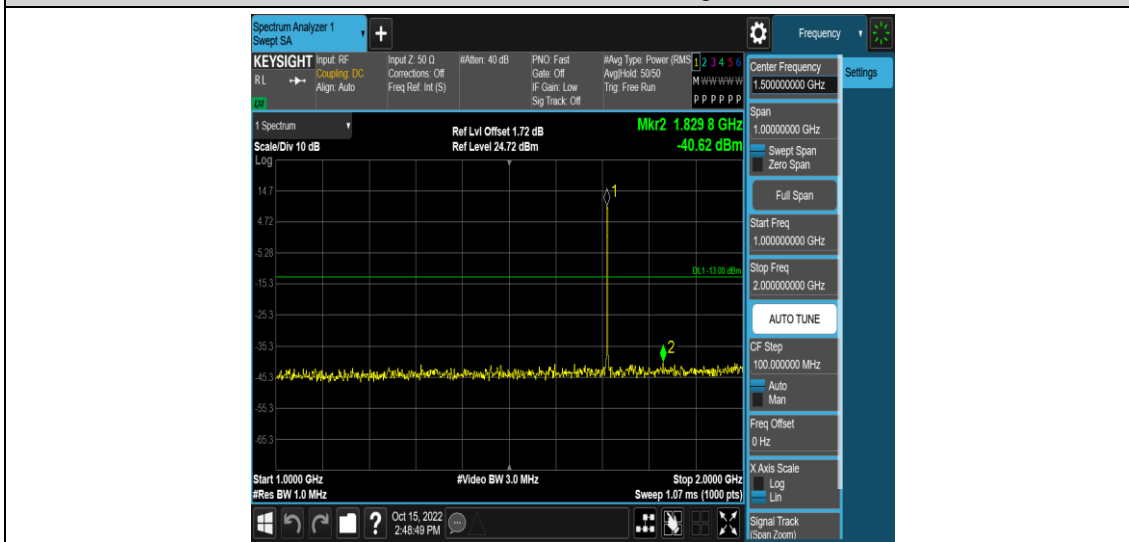 Spectrum Analyzer 1
Swept SA
+
Frequency
KEYSIGHT
RL
LXI
Input: RF
Coupling: DC
Align: Auto
Input Z: 50 Ω
Corrections: Off
Freq Ref: Int (S)
#Atten: 40 dB
PNO: Fast
Gate: Off
IF Gain: Low
Sig Track: Off
#Avg Type: Power (RMS
Avg|Hold: 50/50
Trig: Free Run
1 2 3 4 5 6
M W W W W W
P P P P P P
1 Spectrum
Scale/Div 10 dB
Ref Lvl Offset 1.72 dB
Ref Level 24.72 dBm
Mkr2 1.829 8 GHz
-40.62 dBm
Log
14.7
4.72
-5.28
-15.3
-25.3
-35.3
-45.3
-55.3
-65.3
1
DL1 -13.00 dBm
2
Start 1.0000 GHz
#Res BW 1.0 MHz
#Video BW 3.0 MHz
Stop 2.0000 GHz
Sweep 1.07 ms (1000 pts)
Center Frequency
1.500000000 GHz
Settings
Span
1.00000000 GHz
Swept Span
Zero Span
Full Span
Start Freq
1.000000000 GHz
Stop Freq
2.000000000 GHz
AUTO TUNE
CF Step
100.000000 MHz
Auto
Man
Freq Offset
0 Hz
X Axis Scale
Log
Lin
Signal Track
(Span Zoom)
?
Oct 15, 2022
2:48:49 PM